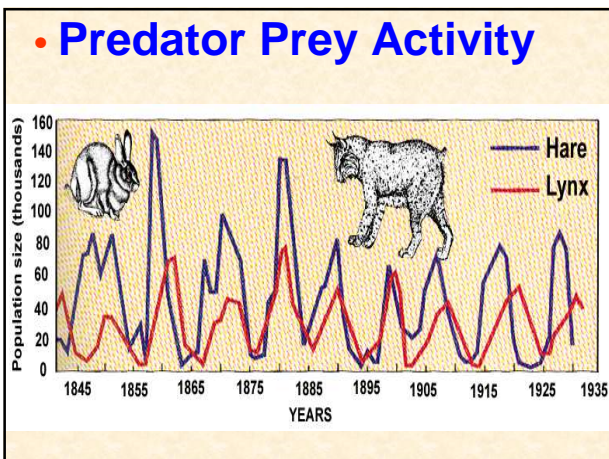 • Predator Prey Activity
Population size (thousands)
160
140
120
100
80
60
40
20
0
Hare
Lynx
1845 1855 1865 1875 1885 1895 1905 1915 1925 1935
YEARS